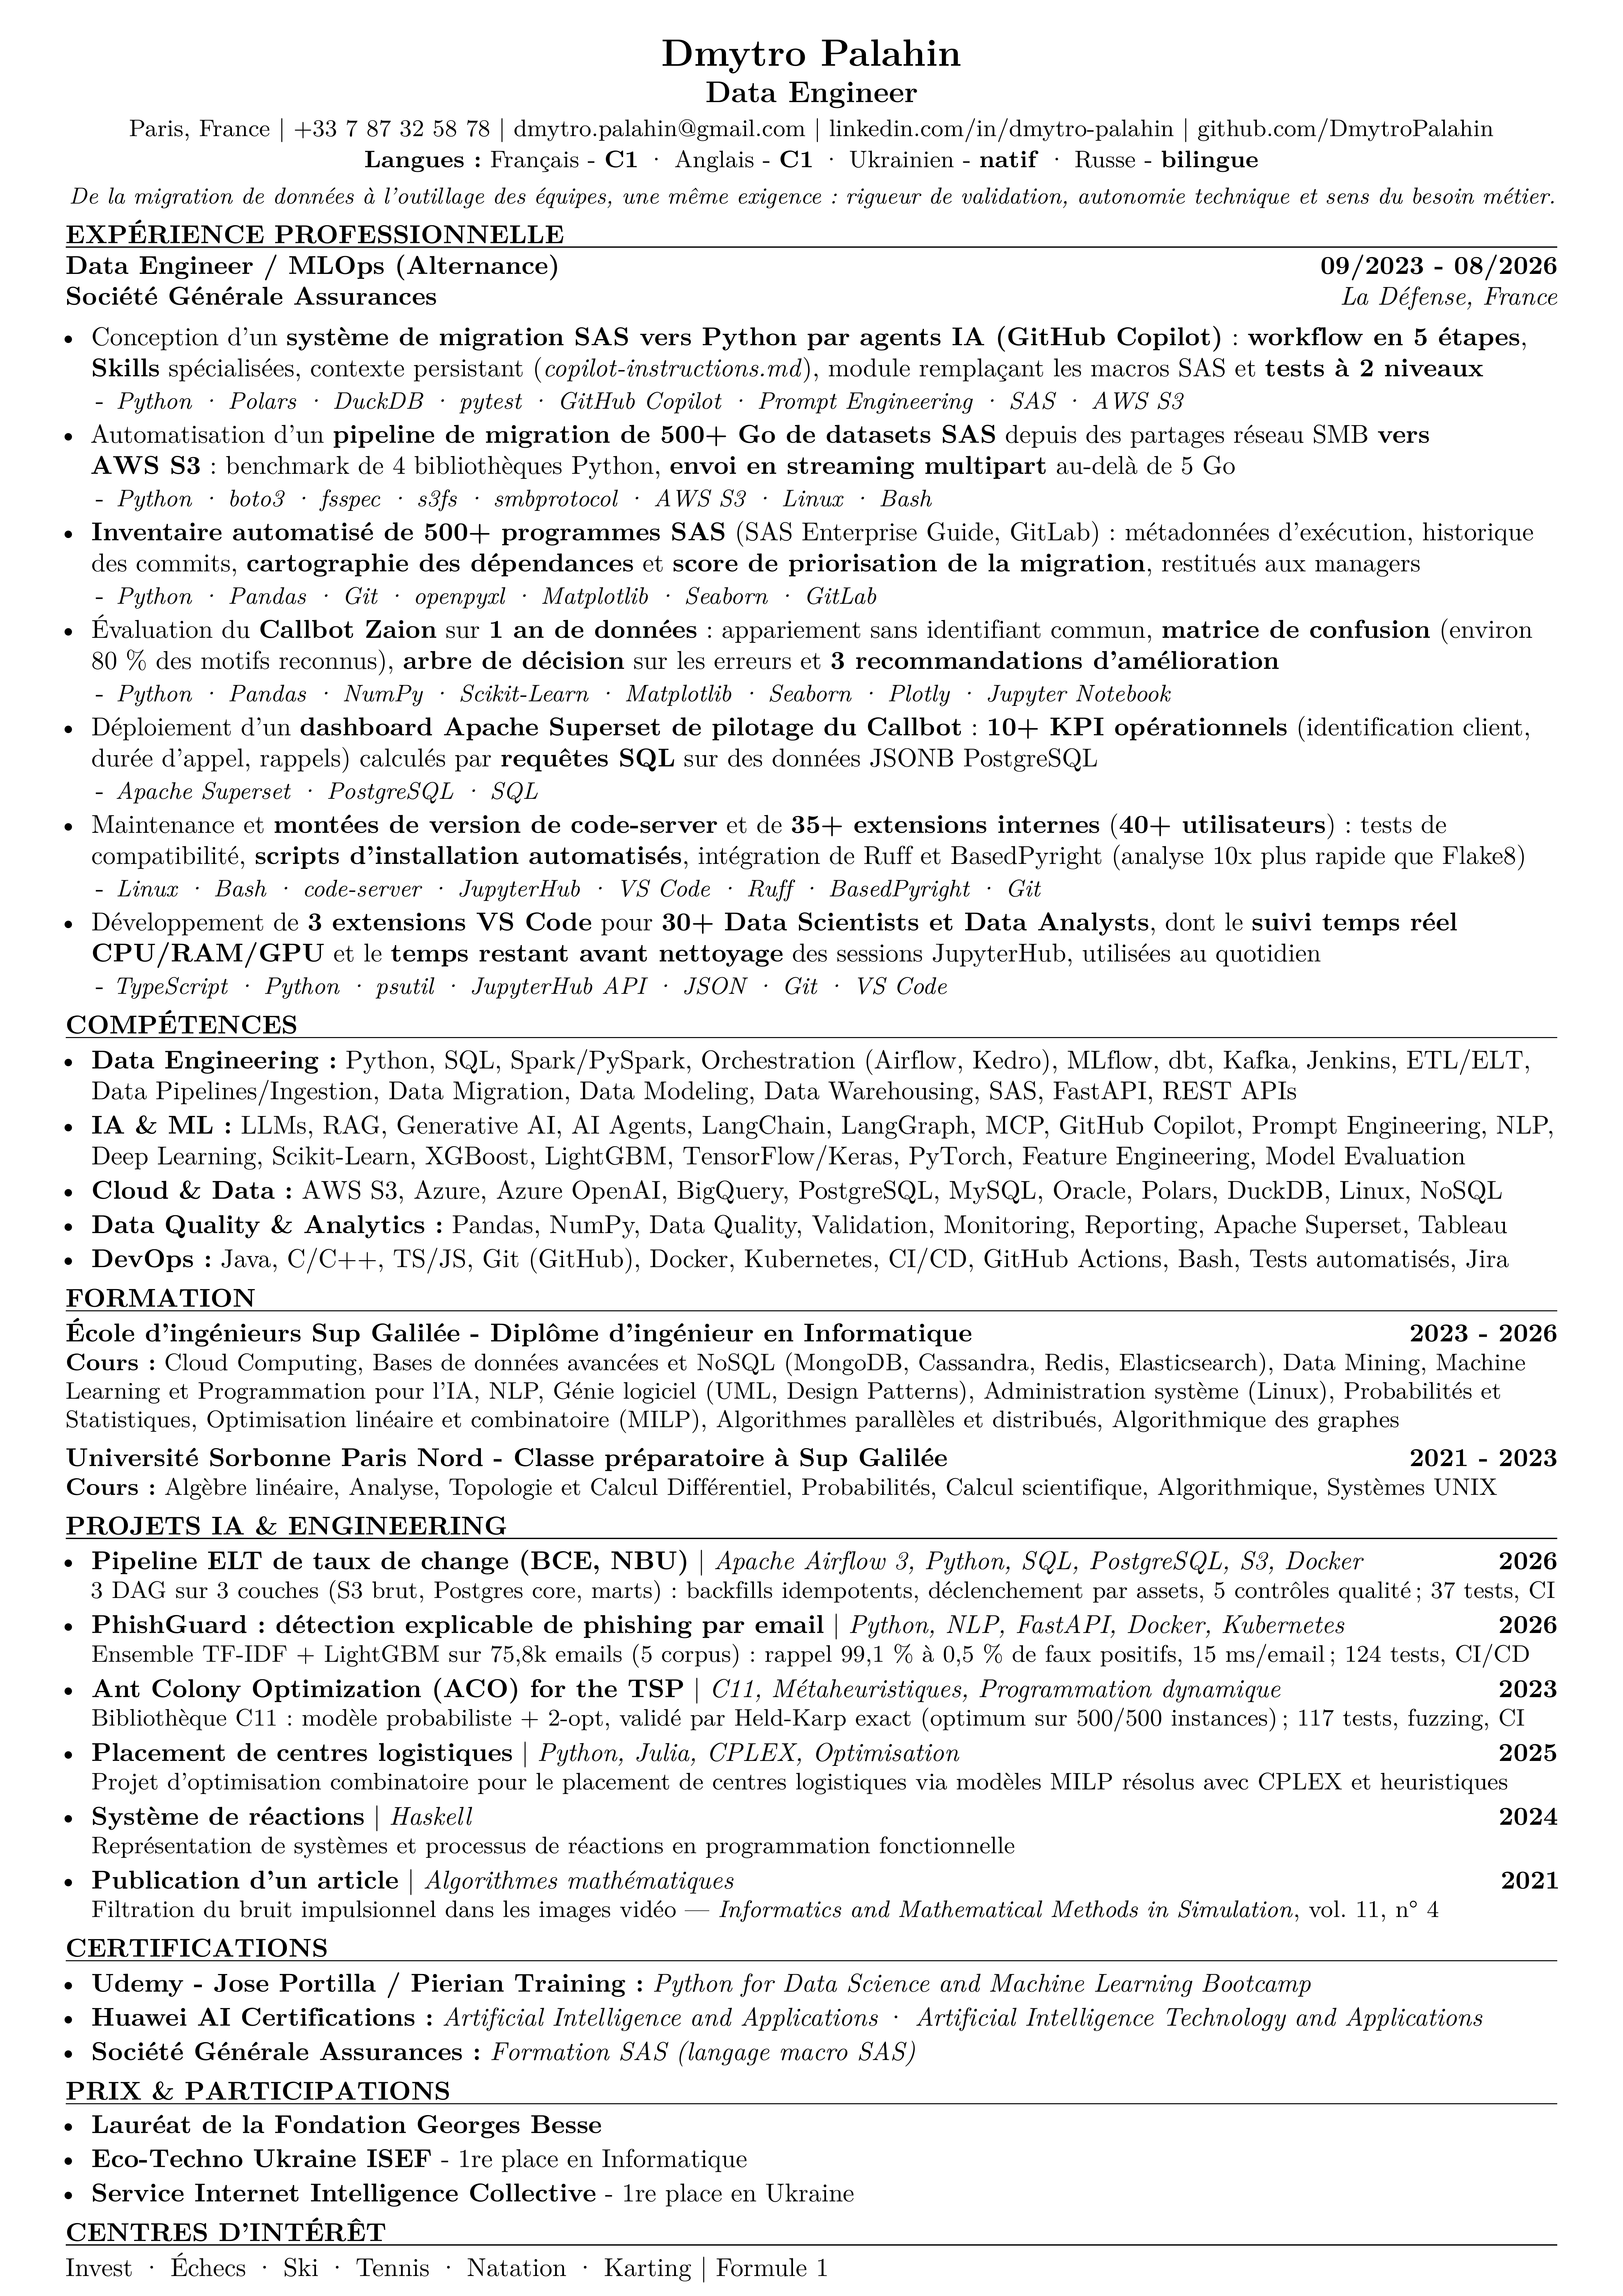 Dmytro Palahin
Data Engineer
Paris, France | +33 7 87 32 58 78 | dmytro.palahin@gmail.com | linkedin.com/in/dmytro-palahin | github.com/DmytroPalahin
Langues : Français - C1 · Anglais - C1 · Ukrainien - natif · Russe - bilingue
De la migration de données à l'outillage des équipes, une même exigence : rigueur de validation, autonomie technique et sens du besoin métier.
EXPÉRIENCE PROFESSIONNELLE
Data Engineer / MLOps (Alternance) 09/2023 - 08/2026
Société Générale Assurances La Défense, France
• Conception d'un système de migration SAS vers Python par agents IA (GitHub Copilot) : workflow en 5 étapes,
Skills spécialisées, contexte persistant (copilot-instructions.md), module remplaçant les macros SAS et tests à 2 niveaux
- Python · Polars · DuckDB · pytest · GitHub Copilot · Prompt Engineering · SAS · AWS S3
• Automatisation d'un pipeline de migration de 500+ Go de datasets SAS depuis des partages réseau SMB vers
AWS S3 : benchmark de 4 bibliothèques Python, envoi en streaming multipart au-delà de 5 Go
- Python · boto3 · fsspec · s3fs · smbprotocol · AWS S3 · Linux · Bash
• Inventaire automatisé de 500+ programmes SAS (SAS Enterprise Guide, GitLab) : métadonnées d'exécution, historique
des commits, cartographie des dépendances et score de priorisation de la migration, restitués aux managers
- Python · Pandas · Git · openpyxl · Matplotlib · Seaborn · GitLab
• Évaluation du Callbot Zaion sur 1 an de données : appariement sans identifiant commun, matrice de confusion (environ
80 % des motifs reconnus), arbre de décision sur les erreurs et 3 recommandations d'amélioration
- Python · Pandas · NumPy · Scikit-Learn · Matplotlib · Seaborn · Plotly · Jupyter Notebook
• Déploiement d'un dashboard Apache Superset de pilotage du Callbot : 10+ KPI opérationnels (identification client,
durée d'appel, rappels) calculés par requêtes SQL sur des données JSONB PostgreSQL
- Apache Superset · PostgreSQL · SQL
• Maintenance et montées de version de code-server et de 35+ extensions internes (40+ utilisateurs) : tests de
compatibilité, scripts d'installation automatisés, intégration de Ruff et BasedPyright (analyse 10x plus rapide que Flake8)
- Linux · Bash · code-server · JupyterHub · VS Code · Ruff · BasedPyright · Git
• Développement de 3 extensions VS Code pour 30+ Data Scientists et Data Analysts, dont le suivi temps réel
CPU/RAM/GPU et le temps restant avant nettoyage des sessions JupyterHub, utilisées au quotidien
- TypeScript · Python · psutil · JupyterHub API · JSON · Git · VS Code
COMPÉTENCES
• Data Engineering : Python, SQL, Spark/PySpark, Orchestration (Airflow, Kedro), MLflow, dbt, Kafka, Jenkins, ETL/ELT,
Data Pipelines/Ingestion, Data Migration, Data Modeling, Data Warehousing, SAS, FastAPI, REST APIs
• IA & ML : LLMs, RAG, Generative AI, AI Agents, LangChain, LangGraph, MCP, GitHub Copilot, Prompt Engineering, NLP,
Deep Learning, Scikit-Learn, XGBoost, LightGBM, TensorFlow/Keras, PyTorch, Feature Engineering, Model Evaluation
• Cloud & Data : AWS S3, Azure, Azure OpenAI, BigQuery, PostgreSQL, MySQL, Oracle, Polars, DuckDB, Linux, NoSQL
• Data Quality & Analytics : Pandas, NumPy, Data Quality, Validation, Monitoring, Reporting, Apache Superset, Tableau
• DevOps : Java, C/C++, TS/JS, Git (GitHub), Docker, Kubernetes, CI/CD, GitHub Actions, Bash, Tests automatisés, Jira
FORMATION
École d'ingénieurs Sup Galilée - Diplôme d'ingénieur en Informatique 2023 - 2026
Cours : Cloud Computing, Bases de données avancées et NoSQL (MongoDB, Cassandra, Redis, Elasticsearch), Data Mining, Machine
Learning et Programmation pour l'IA, NLP, Génie logiciel (UML, Design Patterns), Administration système (Linux), Probabilités et
Statistiques, Optimisation linéaire et combinatoire (MILP), Algorithmes parallèles et distribués, Algorithmique des graphes
Université Sorbonne Paris Nord - Classe préparatoire à Sup Galilée 2021 - 2023
Cours : Algèbre linéaire, Analyse, Topologie et Calcul Différentiel, Probabilités, Calcul scientifique, Algorithmique, Systèmes UNIX
PROJETS IA & ENGINEERING
• Pipeline ELT de taux de change (BCE, NBU) | Apache Airflow 3, Python, SQL, PostgreSQL, S3, Docker 2026
3 DAG sur 3 couches (S3 brut, Postgres core, marts) : backfills idempotents, déclenchement par assets, 5 contrôles qualité ; 37 tests, CI
• PhishGuard : détection explicable de phishing par email | Python, NLP, FastAPI, Docker, Kubernetes 2026
Ensemble TF-IDF + LightGBM sur 75,8k emails (5 corpus) : rappel 99,1 % à 0,5 % de faux positifs, 15 ms/email ; 124 tests, CI/CD
• Ant Colony Optimization (ACO) for the TSP | C11, Métaheuristiques, Programmation dynamique 2023
Bibliothèque C11 : modèle probabiliste + 2-opt, validé par Held-Karp exact (optimum sur 500/500 instances) ; 117 tests, fuzzing, CI
• Placement de centres logistiques | Python, Julia, CPLEX, Optimisation 2025
Projet d'optimisation combinatoire pour le placement de centres logistiques via modèles MILP résolus avec CPLEX et heuristiques
• Système de réactions | Haskell 2024
Représentation de systèmes et processus de réactions en programmation fonctionnelle
• Publication d'un article | Algorithmes mathématiques 2021
Filtration du bruit impulsionnel dans les images vidéo — Informatics and Mathematical Methods in Simulation, vol. 11, n° 4
CERTIFICATIONS
• Udemy - Jose Portilla / Pierian Training : Python for Data Science and Machine Learning Bootcamp
• Huawei AI Certifications : Artificial Intelligence and Applications · Artificial Intelligence Technology and Applications
• Société Générale Assurances : Formation SAS (langage macro SAS)
PRIX & PARTICIPATIONS
• Lauréat de la Fondation Georges Besse
• Eco-Techno Ukraine ISEF - 1re place en Informatique
• Service Internet Intelligence Collective - 1re place en Ukraine
CENTRES D'INTÉRÊT
Invest · Échecs · Ski · Tennis · Natation · Karting | Formule 1